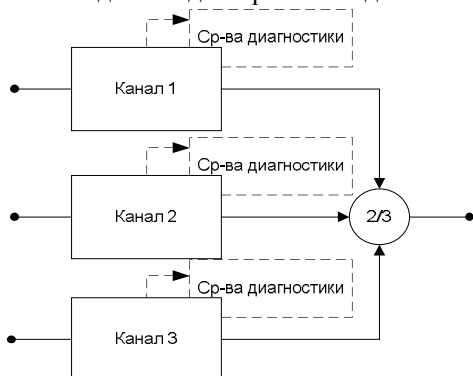 Ср-ва диагностики
Канал 1
Ср-ва диагностики
Канал 2
2/3
Ср-ва диагностики
Канал 3